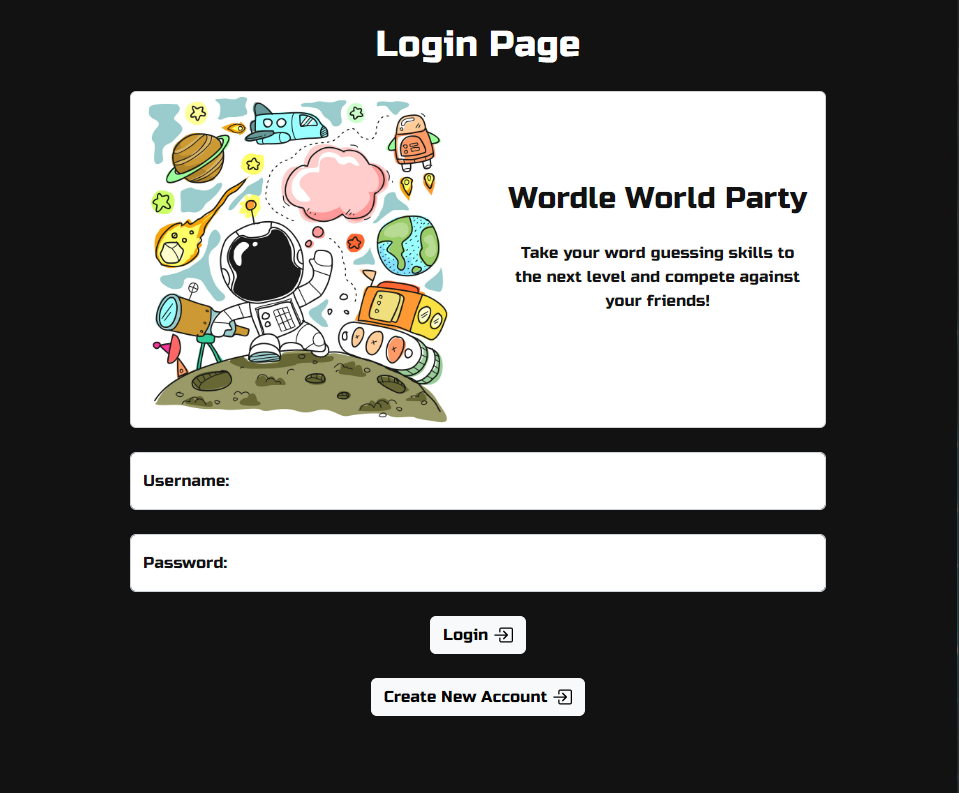 Login Page
Wordle World Party
Take your word guessing skills to
the next level and compete against
your friends!
Username:
Password:
Login
Create New Account